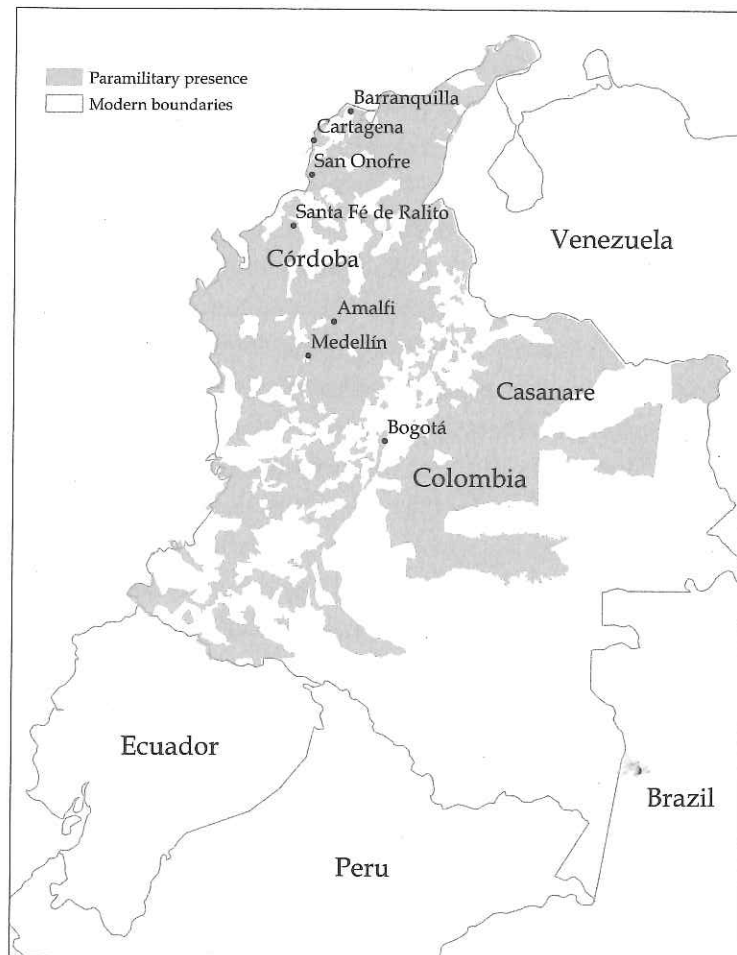 Paramilitary presence
Modern boundaries
Barranquilla
Cartagena
San Onofre
Santa Fé de Ralito
Venezuela
Córdoba
Amalfi
Medellín
Casanare
Bogotá
Colombia
Ecuador
Brazil
Peru